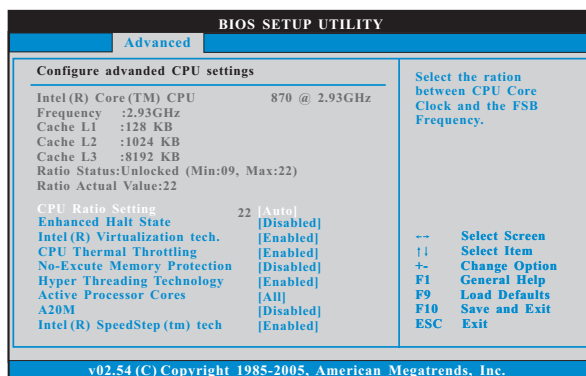 BIOS SETUP UTILITY
Advanced
Configure advanded CPU settings
Intel (R) Core(TM) CPU 870 @ 2.93GHz
Frequency :2.93GHz
Cache L1 :128 KB
Cache L2 :1024 KB
Cache L3 :8192 KB
Ratio Status:Unlocked (Min:09, Max:22)
Ratio Actual Value:22
CPU Ratio Setting 22 [Auto]
Enhanced Halt State [Disabled]
Intel (R) Virtualization tech. [Enabled]
CPU Thermal Throttling [Enabled]
No-Excute Memory Protection [Disabled]
Hyper Threading Technology [Enabled]
Active Processor Cores [All]
A20M [Disabled]
Intel (R) SpeedStep (tm) tech [Enabled]
Select the ration
between CPU Core
Clock and the FSB
Frequency.
←→ Select Screen
↑↓ Select Item
+- Change Option
F1 General Help
F9 Load Defaults
F10 Save and Exit
ESC Exit
v02.54 (C) Copyright 1985-2005, American Megatrends, Inc.